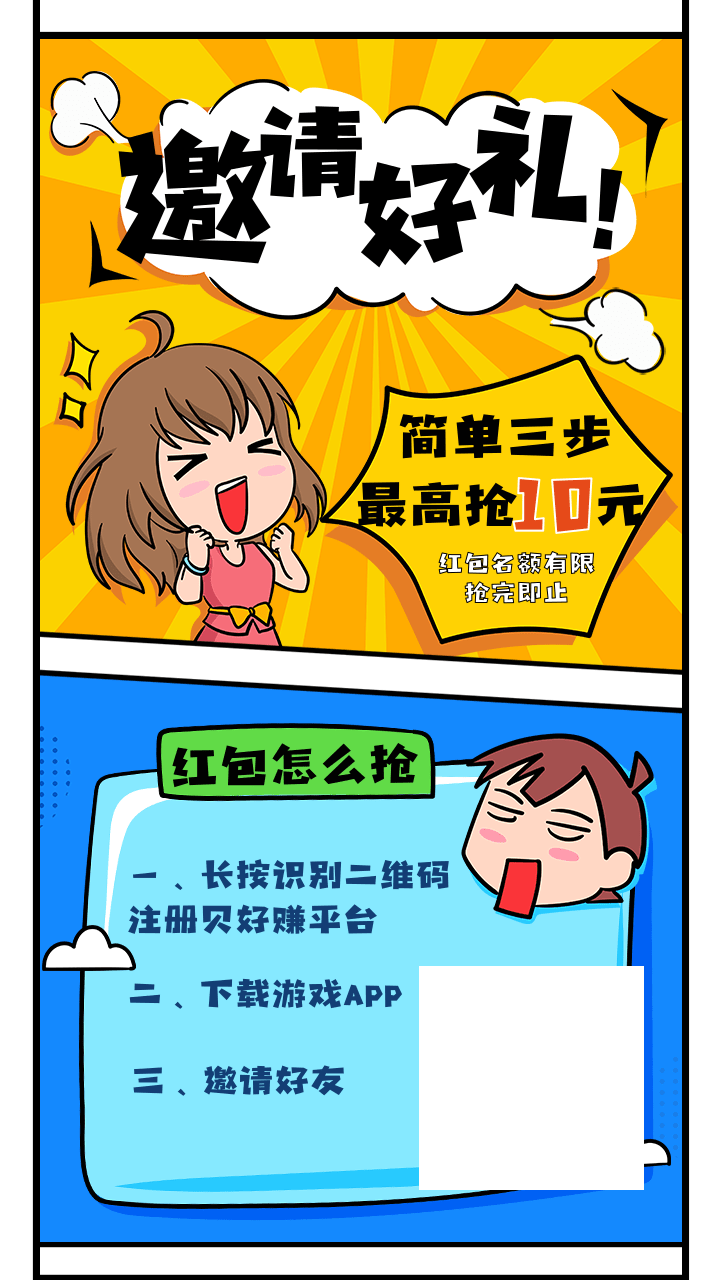 邀请好礼!
简单三步
最高抢10元
红包名额有限
抢完即止
红包怎么抢
一、长按识别二维码
注册贝好赚平台
二、下载游戏APP
三、邀请好友